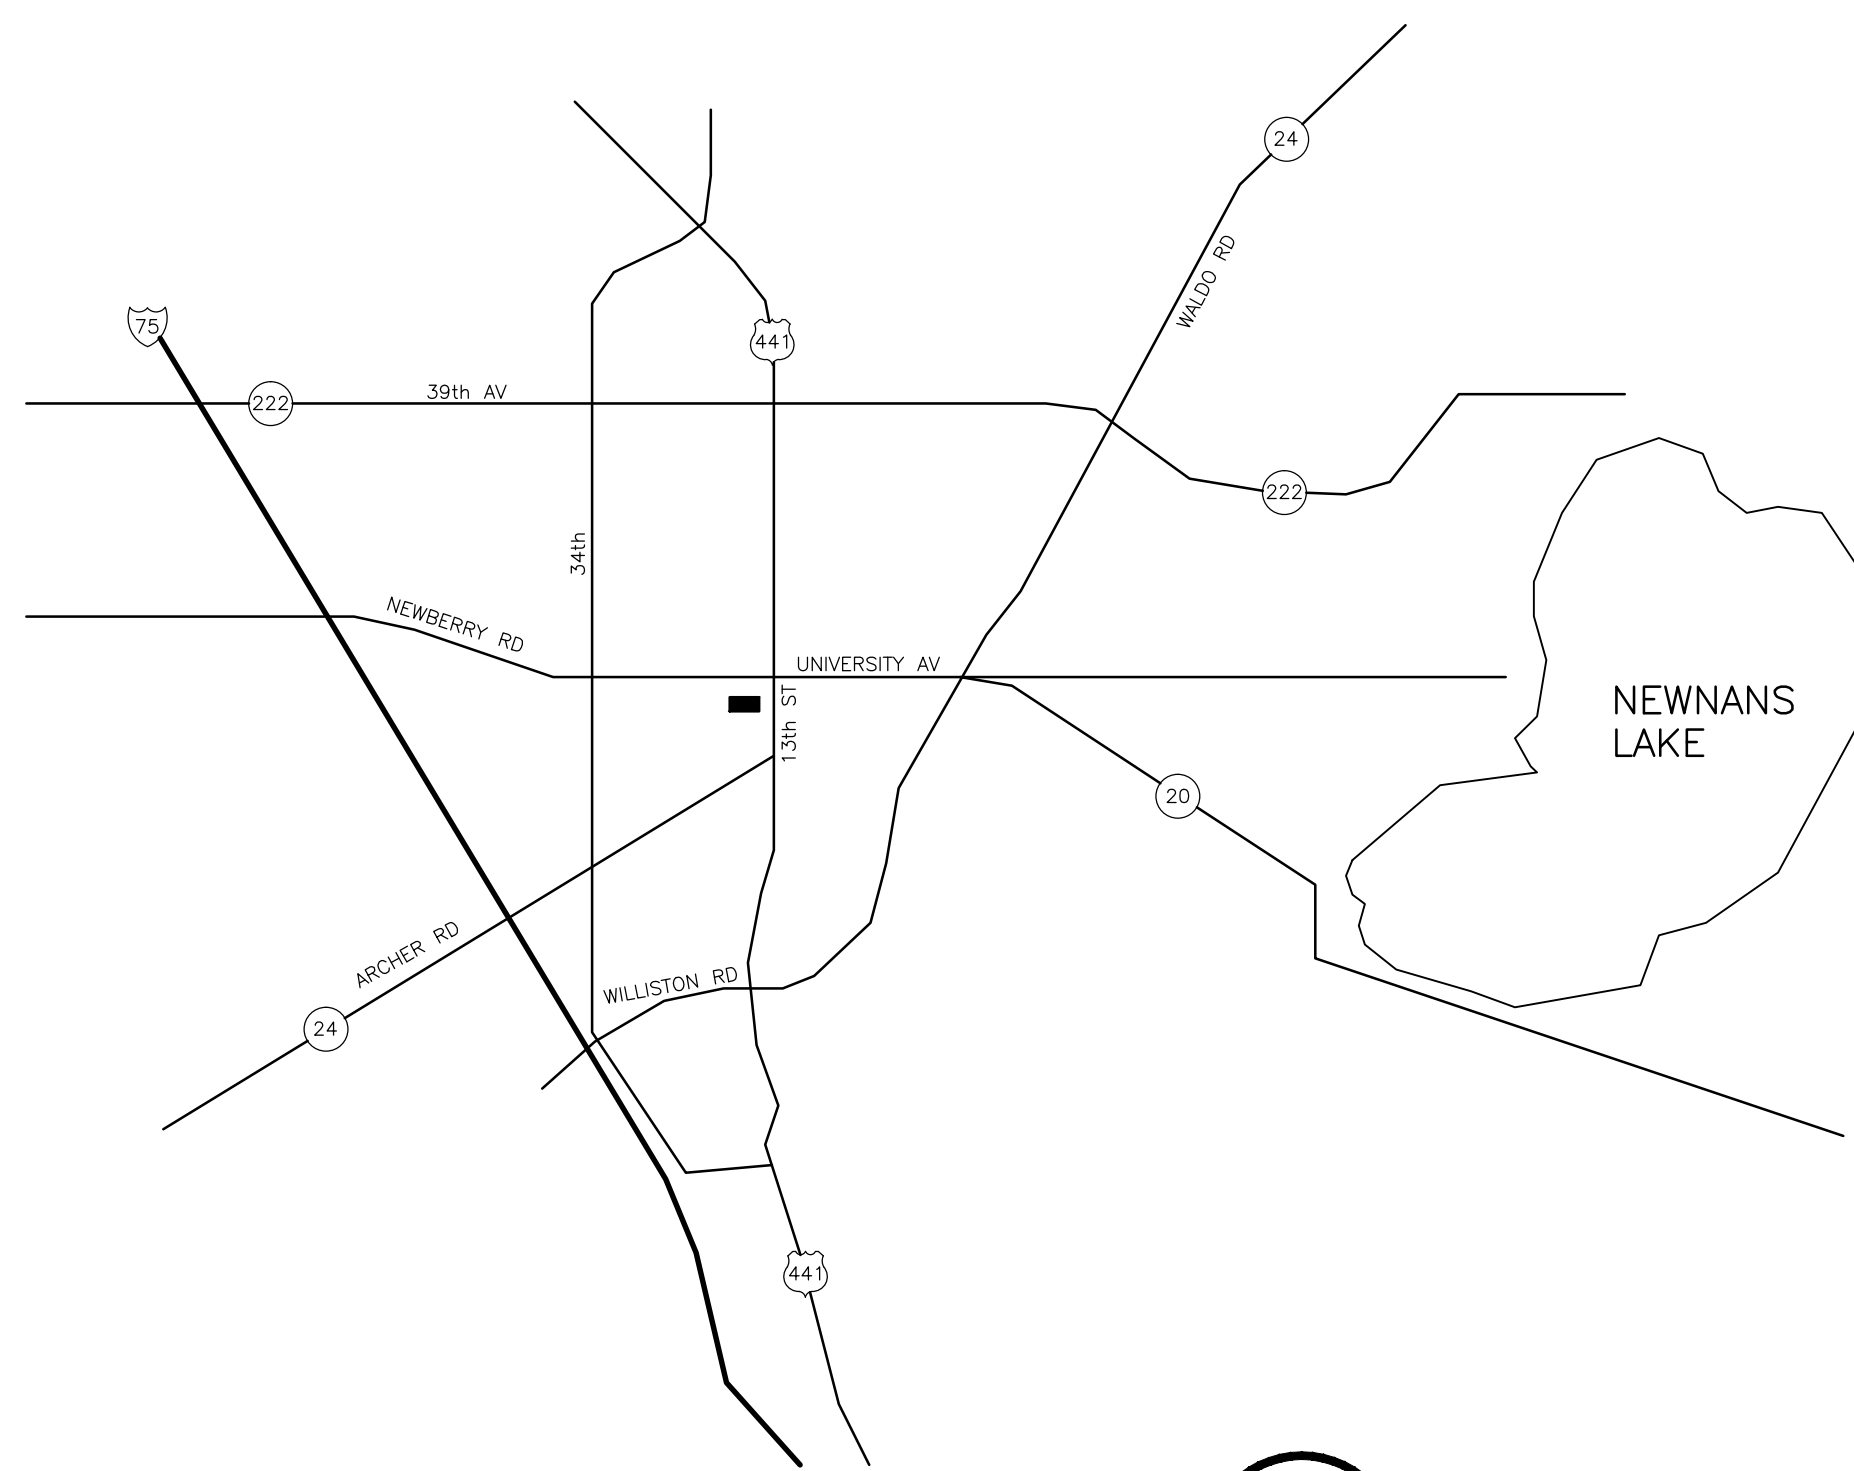 24
WALDO RD
75
441
222
39th AV
222
34th
NEWBERRY RD
UNIVERSITY AV
13th ST
NEWNANS
LAKE
20
ARCHER RD
WILLISTON RD
24
441